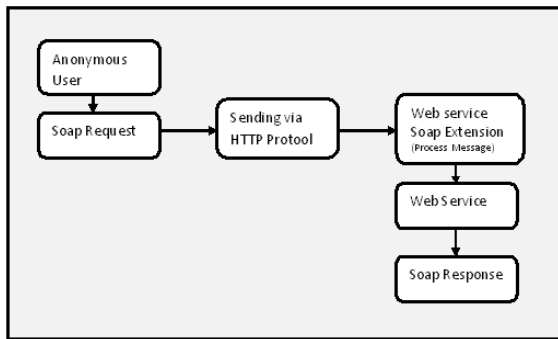 Anonymous
User
Soap Request
Sending via
HTTP Protool
Web service
Soap Extension
(Process Message)
Web Service
Soap Response